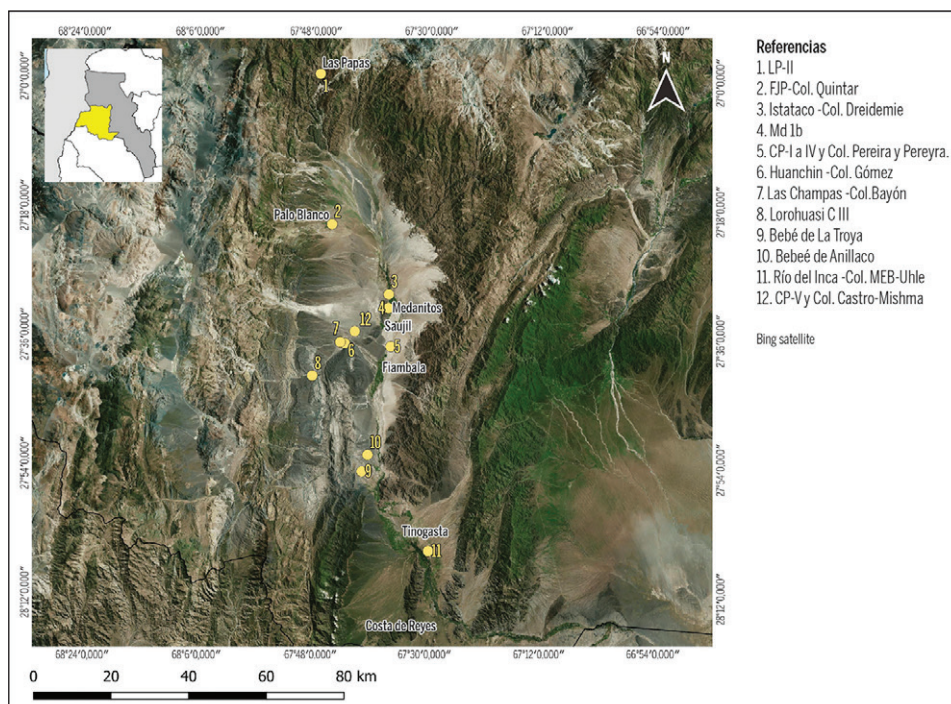 68°24′0,000″ 68°6′0,000″ 67°48′0,000″ 67°30′0,000″ 67°12′0,000″ 66°54′0,000″
27°0′0,000″ 27°0′0,000″
27°18′0,000″ 27°18′0,000″
27°36′0,000″ 27°36′0,000″
27°54′0,000″ 27°54′0,000″
28°12′0,000″ 28°12′0,000″
N
Las Papas
1
Palo Blanco 2
3
4 Medanitos
12 Saujil
7
6 5
8 Fiambala
10
9
Tinogasta
11
Costa de Reyes
68°24′0,000″ 68°6′0,000″ 67°48′0,000″ 67°30′0,000″ 67°12′0,000″ 66°54′0,000″
0 20 40 60 80 km
Referencias
1. LP-II
2. FJP-Col. Quintar
3. Istataco -Col. Dreidemie
4. Md 1b
5. CP-I a IV y Col. Pereira y Pereyra.
6. Huanchin -Col. Gómez
7. Las Champas -Col.Bayón
8. Lorohuasi C III
9. Bebé de La Troya
10. Bebeé de Anillaco
11. Río del Inca -Col. MEB-Uhle
12. CP-V y Col. Castro-Mishma
Bing satellite